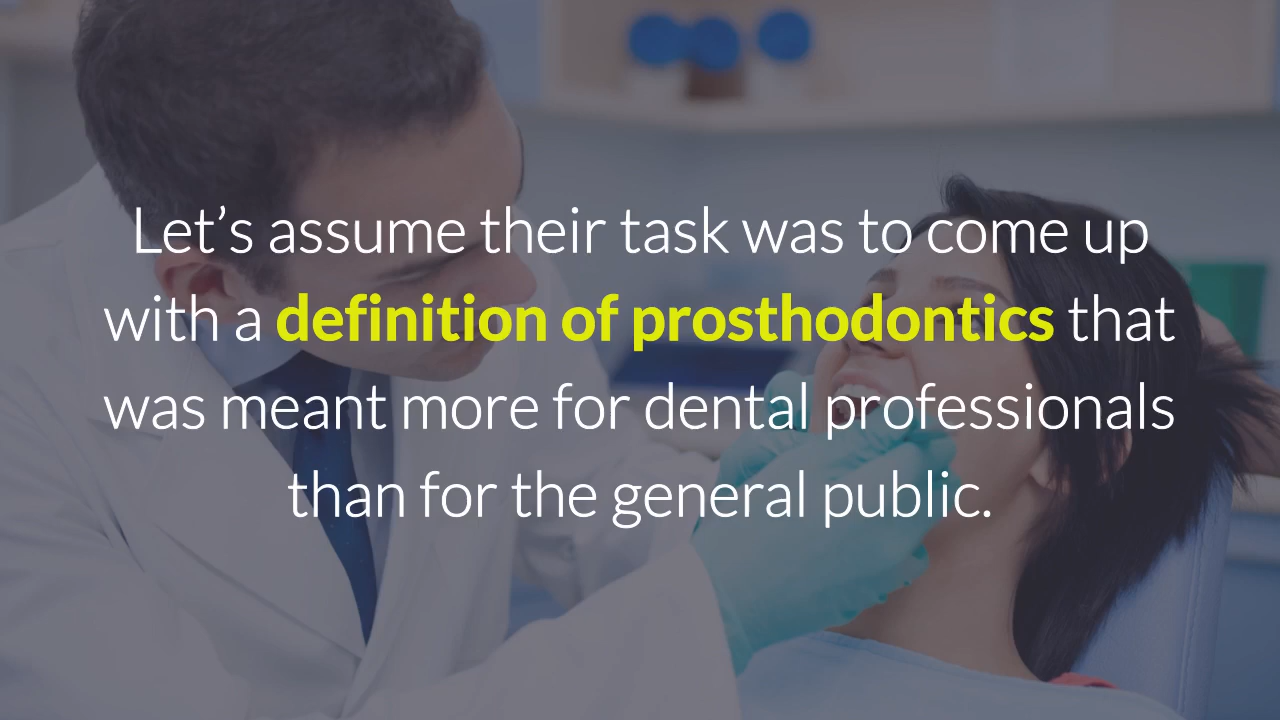 Let’s assume their task was to come up
with a definition of prosthodontics that
was meant more for dental professionals
than for the general public.